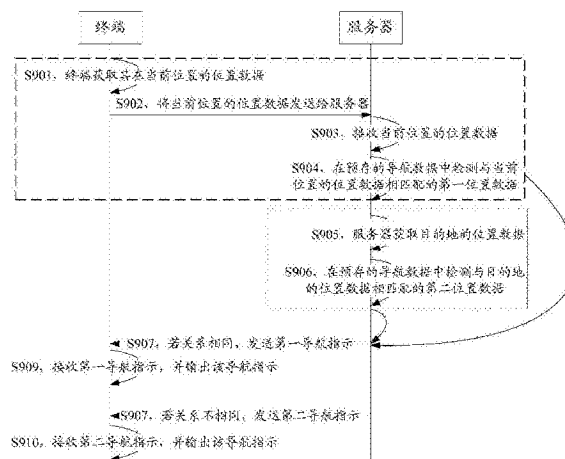 终端
服务器
S901，终端获取其在当前位置的位置数据
S902，将当前位置的位置数据发送给服务器
S903，接收当前位置的位置数据
S904，在预存的导航数据中检测与当前
位置的位置数据相匹配的第一位置数据
S905，服务器获取目的地的位置数据
S906，在预存的导航数据中检测与目的地
的位置数据相匹配的第二位置数据
S907，若关系相同，发送第一导航指示
S909，接收第一导航指示，并输出该导航指示
S907，若关系不相同，发送第二导航指示
S910，接收第二导航指示，并输出该导航指示